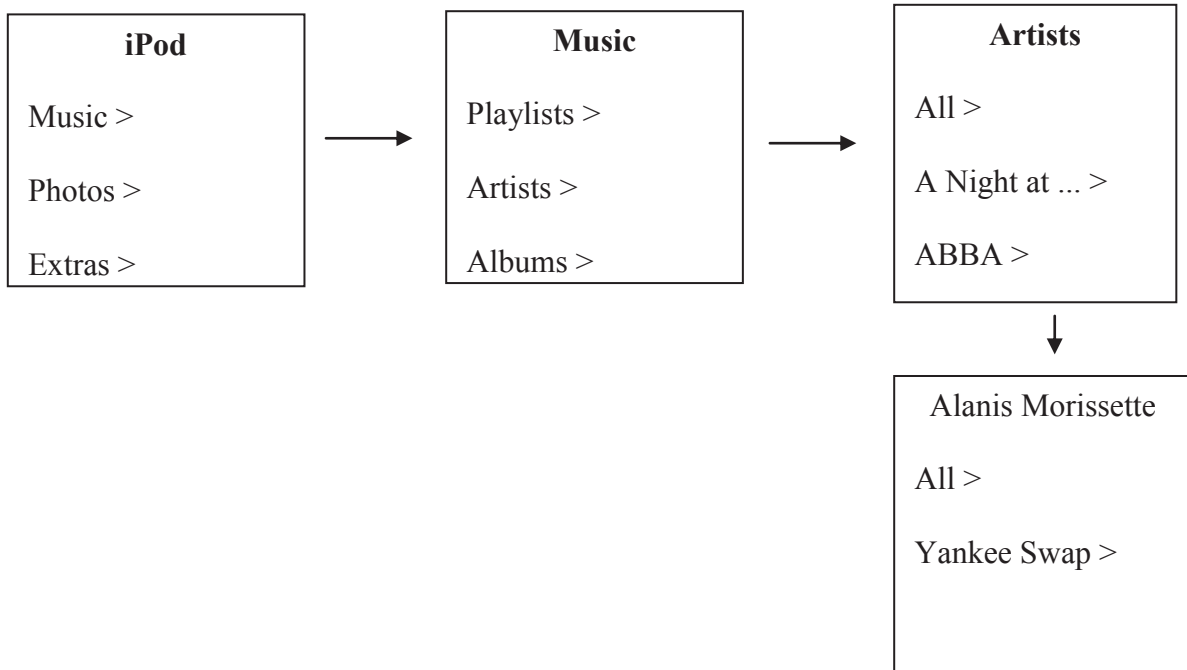 iPod
Music >
Photos >
Extras >
Music
Playlists >
Artists >
Albums >
Artists
All >
A Night at ... >
ABBA >
Alanis Morissette
All >
Yankee Swap >